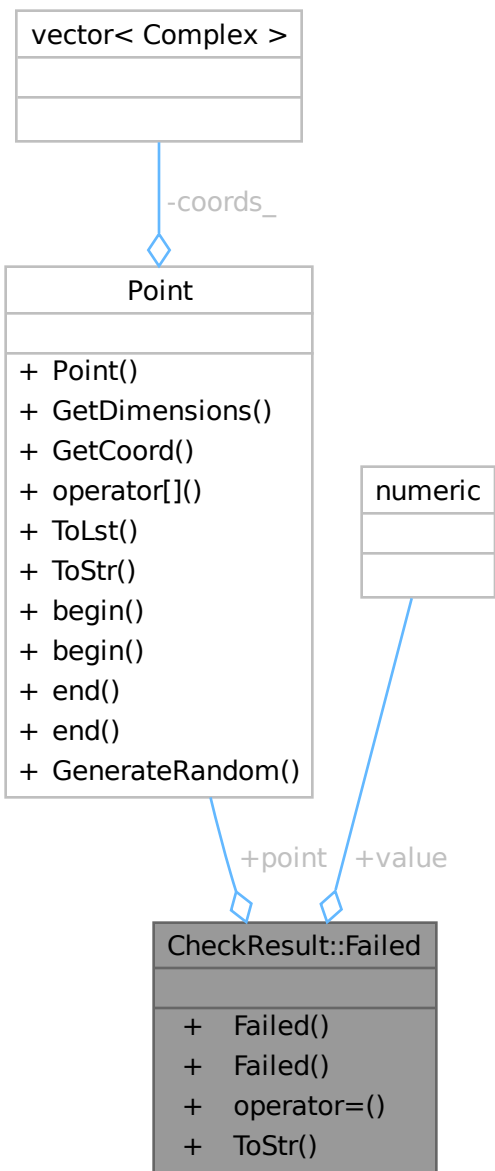 vector< Complex >
-coords_
Point
+ Point()
+ GetDimensions()
+ GetCoord()
+ operator[]()
+ ToLst()
+ ToStr()
+ begin()
+ begin()
+ end()
+ end()
+ GenerateRandom()
numeric
+point
+value
CheckResult::Failed
+ Failed()
+ Failed()
+ operator=()
+ ToStr()